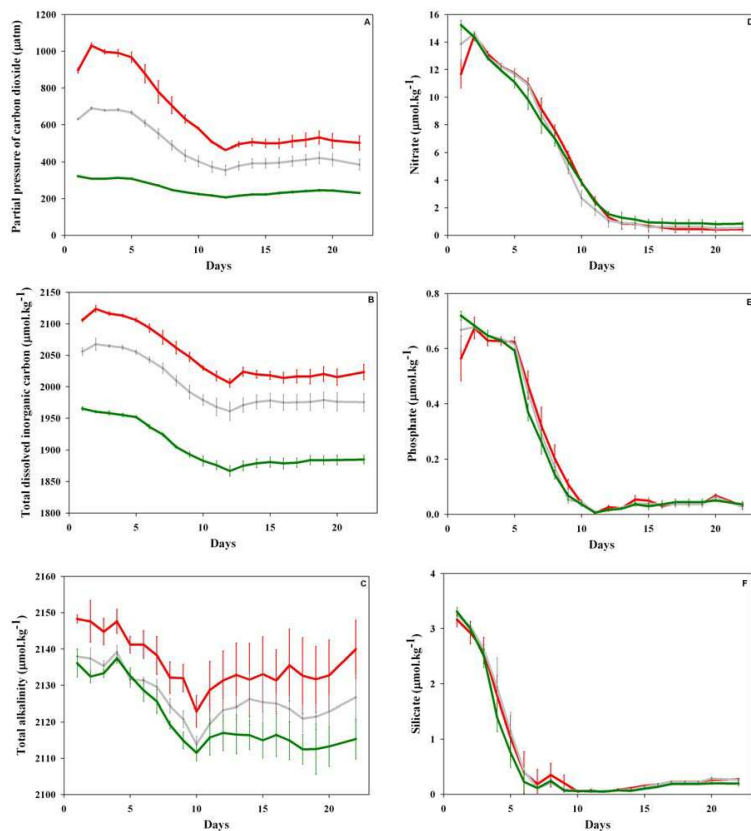 A
Partial pressure of carbon dioxide (µatm)
1200
1000
800
600
400
200
0
0 5 10 15 20
Days
D
Nitrate (µmol.kg-1)
16
14
12
10
8
6
4
2
0
0 5 10 15 20
Days
B
Total dissolved inorganic carbon (µmol.kg-1)
2150
2100
2050
2000
1950
1900
1850
1800
0 5 10 15 20
Days
E
Phosphate (µmol.kg-1)
0.8
0.6
0.4
0.2
0.0
0 5 10 15 20
Days
C
Total alkalinity (µmol.kg-1)
2160
2150
2140
2130
2120
2110
2100
0 5 10 15 20
Days
F
Silicate (µmol.kg-1)
4
3
2
1
0
0 5 10 15 20
Days